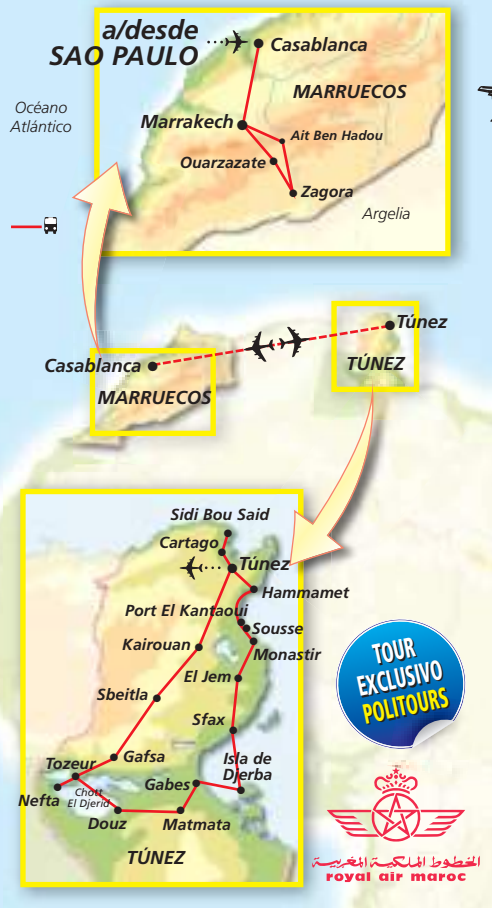 a/desde
SAO PAULO
Casablanca
Océano
Atlántico
MARRUECOS
Marrakech
Ait Ben Hadou
Ouarzazate
Zagora
Argelia
Túnez
Casablanca
TÚNEZ
MARRUECOS
Sidi Bou Said
Cartago
Túnez
Hammamet
Port El Kantaoui
Sousse
Kairouan
Monastir
El Jem
Sbeitla
Sfax
Gafsa
Isla de
Djerba
Tozeur
Gabes
Chott
El Djerid
Nefta
Douz
Matmata
TÚNEZ
TOUR
EXCLUSIVO
POLITOURS
الخطوط الملكية المغربية
royal air maroc